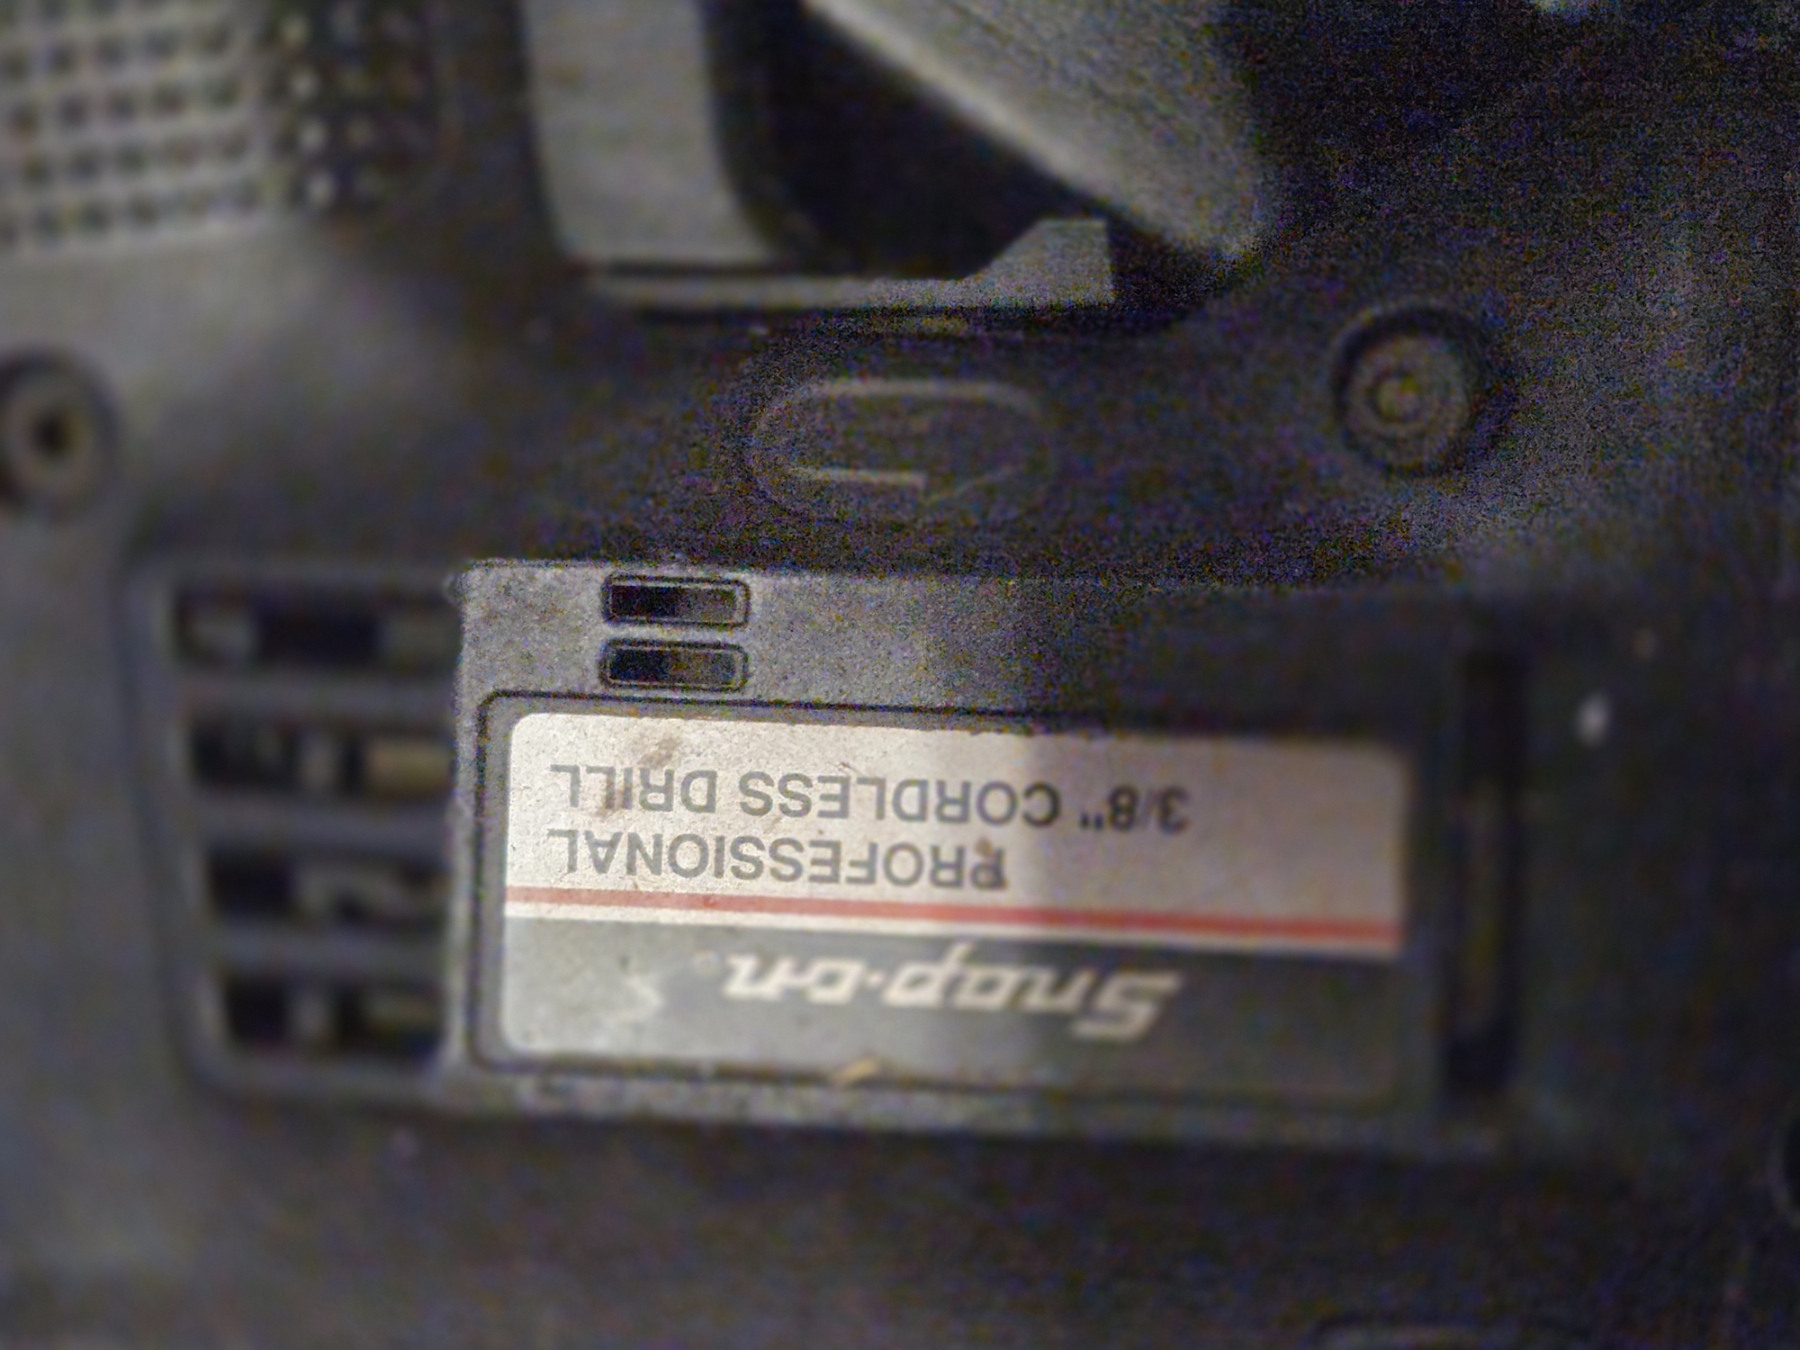 Snap-on
PROFESSIONAL
3/8" CORDLESS DRILL